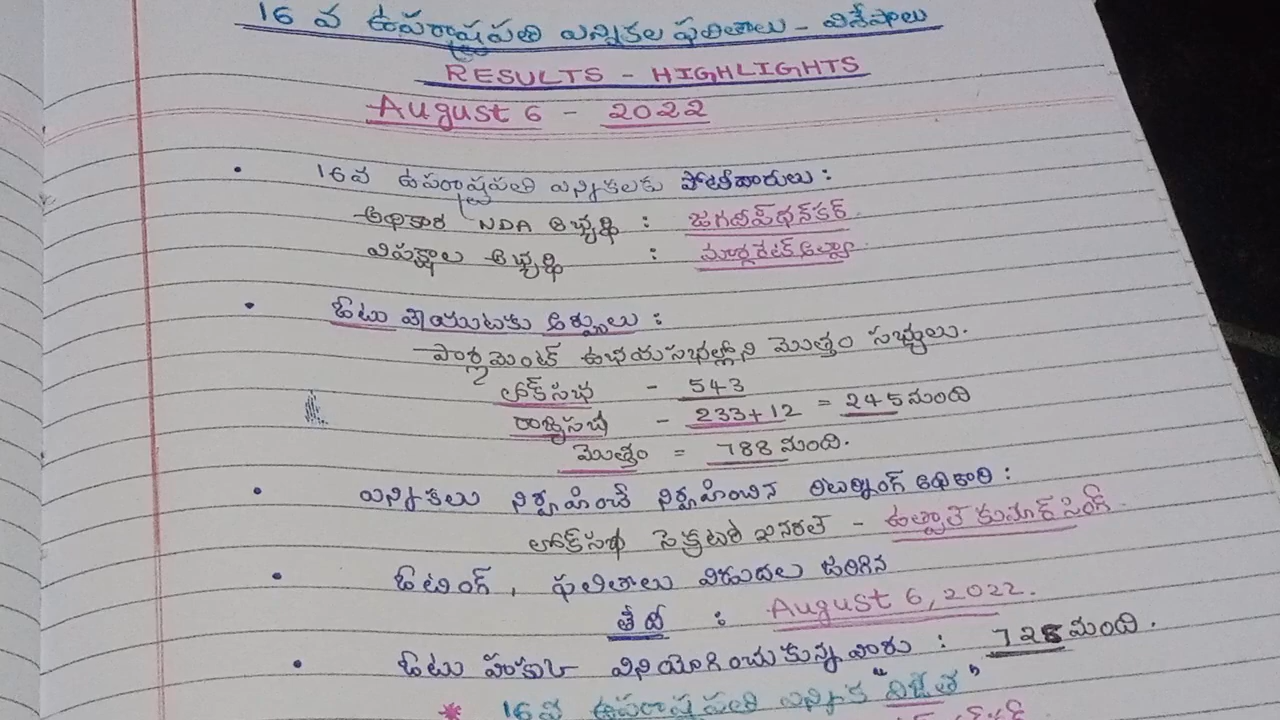 16 వ ఉపరాష్ట్రపతి ఎన్నికల ఫలితాలు - విశేషాలు
RESULTS - HIGHLIGHTS
August 6 - 2022
• 16వ ఉపరాష్ట్రపతి ఎన్నికలకు పోటీదారులు :
అధికార NDA అభ్యర్థి : జగదీప్ ధన్‌కర్
విపక్షాల అభ్యర్థి : మార్గరేట్ ఆల్వా
• ఓటు వేయుటకు అర్హులు :
పార్లమెంట్ ఉభయసభల్లోని మొత్తం సభ్యులు.
లోక్‌సభ - 543
రాజ్యసభ - 233+12 = 245 మంది
మొత్తం = 788 మంది.
• ఎన్నికలు నిర్వహించే నిర్వహించిన రిటర్నింగ్ అధికారి :
లోక్‌సభ సెక్రటరీ జనరల్ - ఉత్పాల్ కుమార్ సింగ్
• ఓటింగ్, ఫలితాలు విడుదల జరిగిన
తేదీ : August 6, 2022.
• ఓటు హక్కును వినియోగించుకున్న వారు : 725 మంది.
* 16వ ఉపరాష్ట్రపతి ఎన్నిక "విజేత"